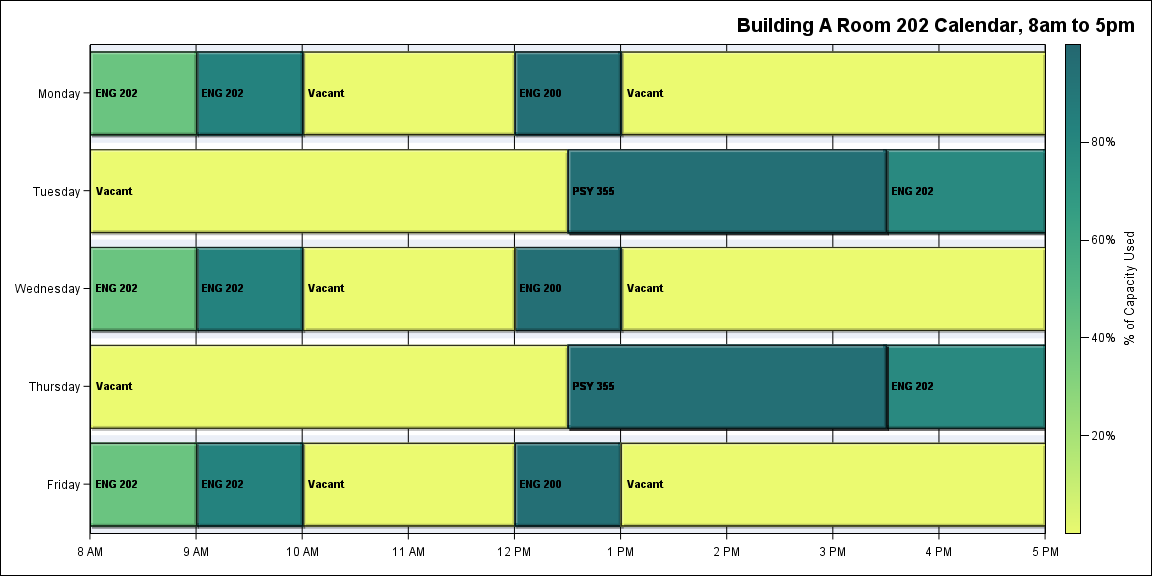 Building A Room 202 Calendar, 8am to 5pm
Monday
ENG 202
ENG 202
Vacant
ENG 200
Vacant
Tuesday
Vacant
PSY 355
ENG 202
Wednesday
ENG 202
ENG 202
Vacant
ENG 200
Vacant
Thursday
Vacant
PSY 355
ENG 202
Friday
ENG 202
ENG 202
Vacant
ENG 200
Vacant
8 AM
9 AM
10 AM
11 AM
12 PM
1 PM
2 PM
3 PM
4 PM
5 PM
80%
60%
40%
20%
% of Capacity Used